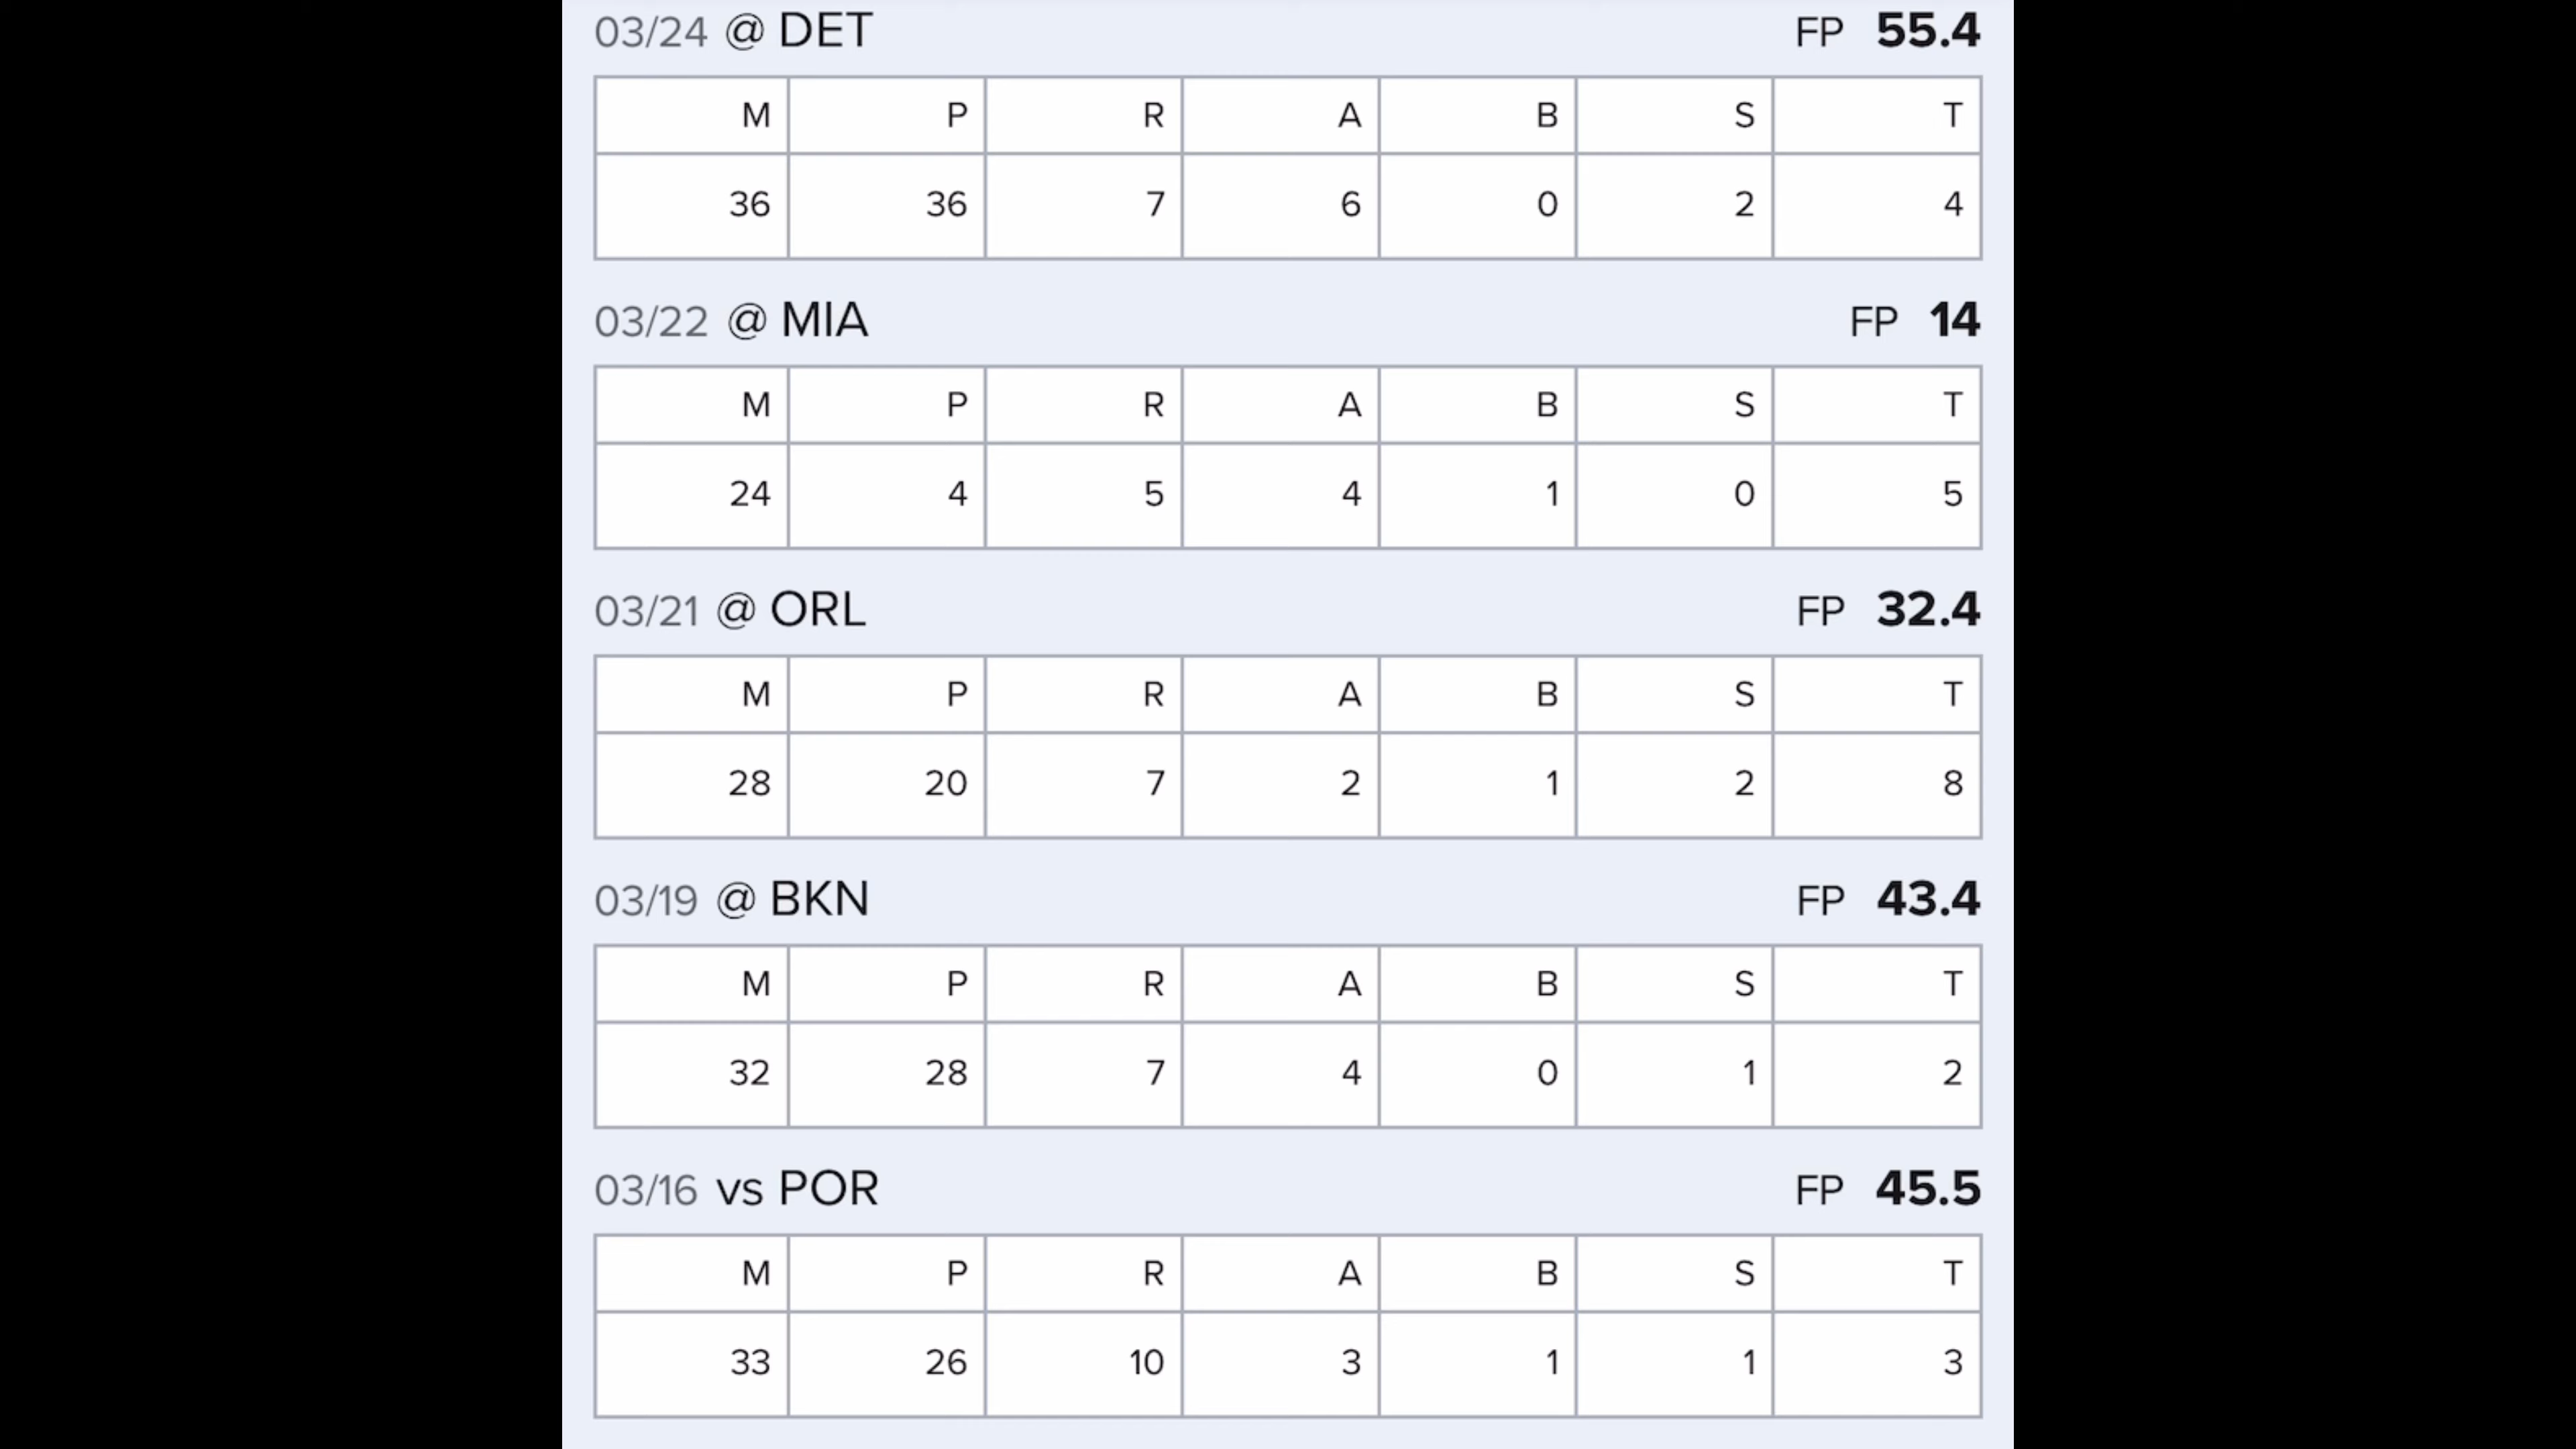 03/24 @ DET FP 55.4
M P R A B S T
36 36 7 6 0 2 4
03/22 @ MIA FP 14
M P R A B S T
24 4 5 4 1 0 5
03/21 @ ORL FP 32.4
M P R A B S T
28 20 7 2 1 2 8
03/19 @ BKN FP 43.4
M P R A B S T
32 28 7 4 0 1 2
03/16 vs POR FP 45.5
M P R A B S T
33 26 10 3 1 1 3